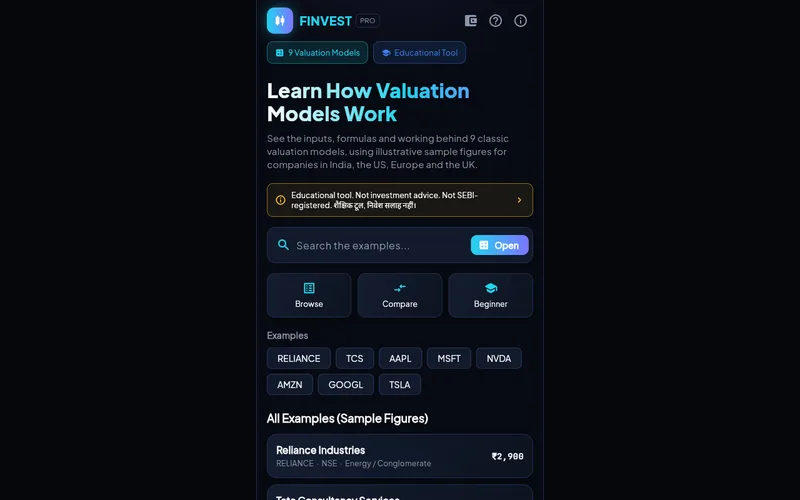 FINVEST PRO
9 Valuation Models
Educational Tool
Learn How Valuation
Models Work
See the inputs, formulas and working behind 9 classic
valuation models, using illustrative sample figures for
companies in India, the US, Europe and the UK.
Educational tool. Not investment advice. Not SEBI-
registered. शैक्षिक टूल, निवेश सलाह नहीं।
Search the examples...
Open
Browse
Compare
Beginner
Examples
RELIANCE
TCS
AAPL
MSFT
NVDA
AMZN
GOOGL
TSLA
All Examples (Sample Figures)
Reliance Industries
RELIANCE · NSE · Energy / Conglomerate
₹2,900
Tata Consultancy Services